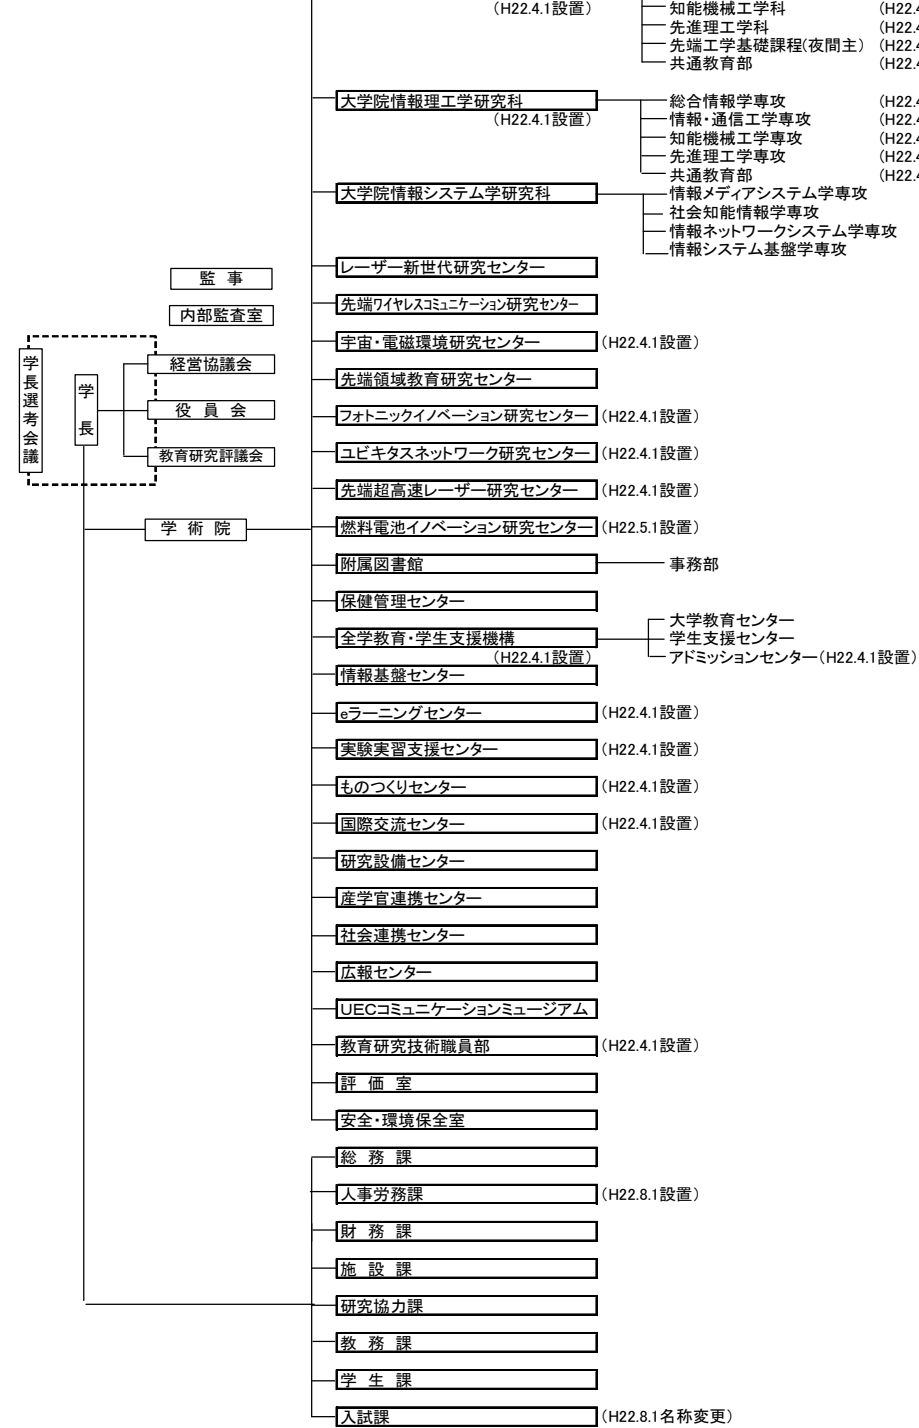 (H22.4.1設置)
知能機械工学科 (H22.4
先進理工学科 (H22.4
先端工学基礎課程(夜間主) (H22.4
共通教育部 (H22.4
大学院情報理工学研究科
(H22.4.1設置)
総合情報学専攻 (H22.4
情報・通信工学専攻 (H22.4
知能機械工学専攻 (H22.4
先進理工学専攻 (H22.4
共通教育部 (H22.4
大学院情報システム学研究科
情報メディアシステム学専攻
社会知能情報学専攻
情報ネットワークシステム学専攻
情報システム基盤学専攻
監 事
内部監査室
学長選考会議
学 長
経営協議会
役 員 会
教育研究評議会
学 術 院
レーザー新世代研究センター
先端ワイヤレスコミュニケーション研究センター
宇宙・電磁環境研究センター (H22.4.1設置)
先端領域教育研究センター
フォトニックイノベーション研究センター (H22.4.1設置)
ユビキタスネットワーク研究センター (H22.4.1設置)
先端超高速レーザー研究センター (H22.4.1設置)
燃料電池イノベーション研究センター (H22.5.1設置)
附属図書館 事務部
保健管理センター
全学教育・学生支援機構
(H22.4.1設置)
大学教育センター
学生支援センター
アドミッションセンター(H22.4.1設置)
情報基盤センター
eラーニングセンター (H22.4.1設置)
実験実習支援センター (H22.4.1設置)
ものつくりセンター (H22.4.1設置)
国際交流センター (H22.4.1設置)
研究設備センター
産学官連携センター
社会連携センター
広報センター
UECコミュニケーションミュージアム
教育研究技術職員部 (H22.4.1設置)
評 価 室
安全・環境保全室
総 務 課
人事労務課 (H22.8.1設置)
財 務 課
施 設 課
研究協力課
教 務 課
学 生 課
入試課 (H22.8.1名称変更)